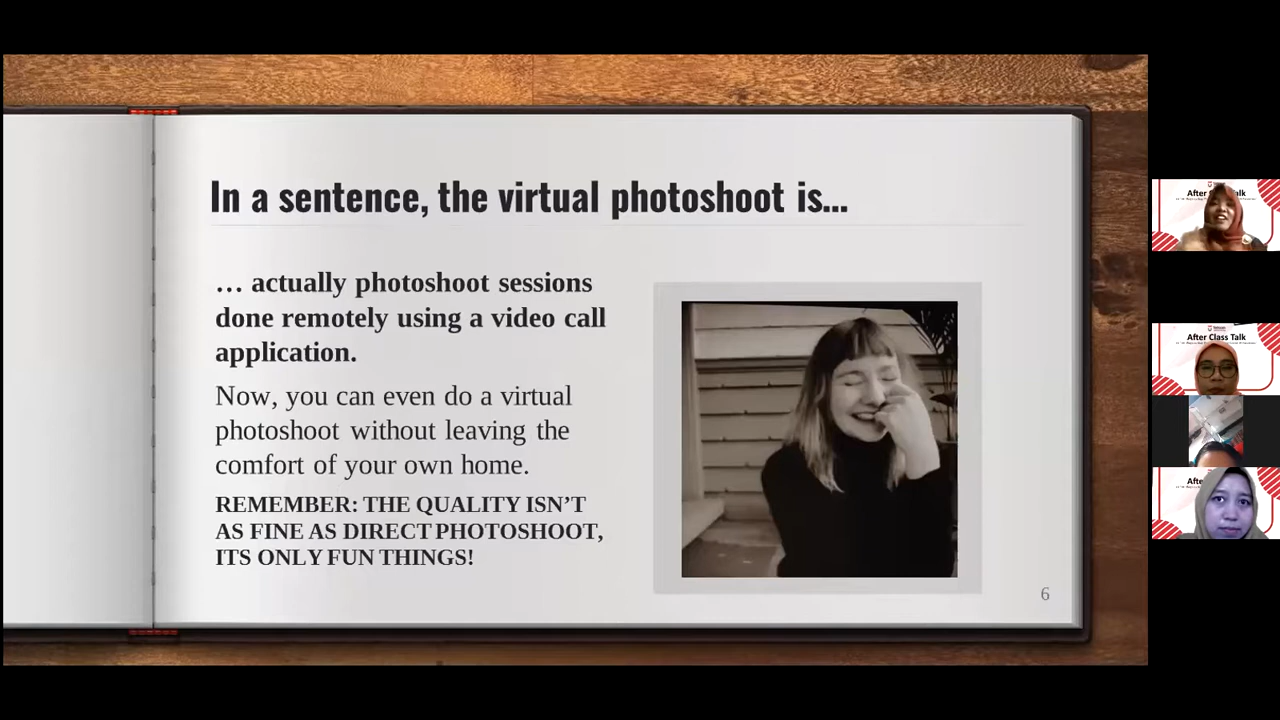 In a sentence, the virtual photoshoot is...
… actually photoshoot sessions
done remotely using a video call
application.
Now, you can even do a virtual
photoshoot without leaving the
comfort of your own home.
REMEMBER: THE QUALITY ISN’T
AS FINE AS DIRECT PHOTOSHOOT,
ITS ONLY FUN THINGS!
6
After Class Talk